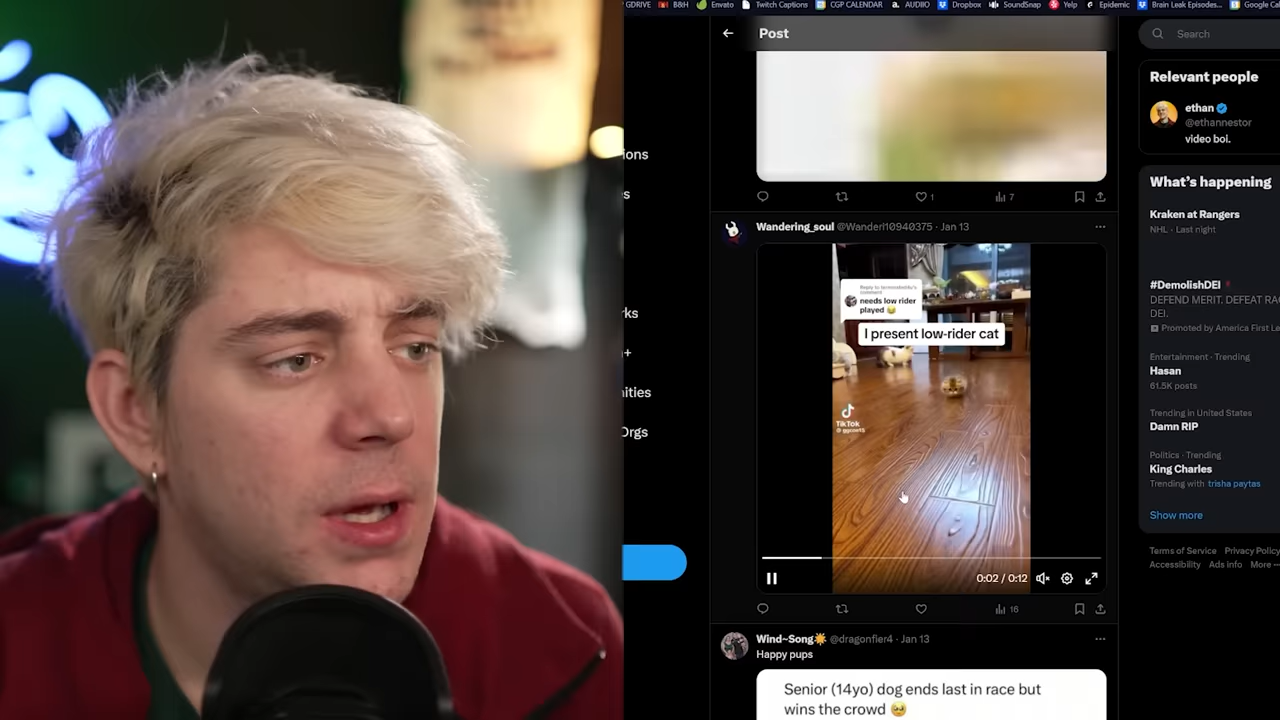 GDRIVE
B&H
Envato
Twitch Captions
CGP CALENDAR
AUDIIO
Dropbox
SoundSnap
Yelp
Epidemic
Brain Leak Episodes...
Google Cal
Post
Search
ions
s
rks
+
nities
Orgs
1
7
Relevant people
ethan
@ethannestor
video boi.
What's happening
Kraken at Rangers
NHL · Last night
#DemolishDEI
DEFEND MERIT. DEFEAT RA
DEI.
Promoted by America First Le
Entertainment · Trending
Hasan
61.5K posts
Trending in United States
Damn RIP
Politics · Trending
King Charles
Trending with trisha paytas
Show more
Terms of Service Privacy Policy
Accessibility Ads info More ...
Wandering_soul @Wanderl10940375 · Jan 13
needs low rider
played 😂
I present low-rider cat
TikTok
0:02 / 0:12
16
Wind~Song☀️ @dragonfier4 · Jan 13
Happy pups
Senior (14yo) dog ends last in race but
wins the crowd 🥹